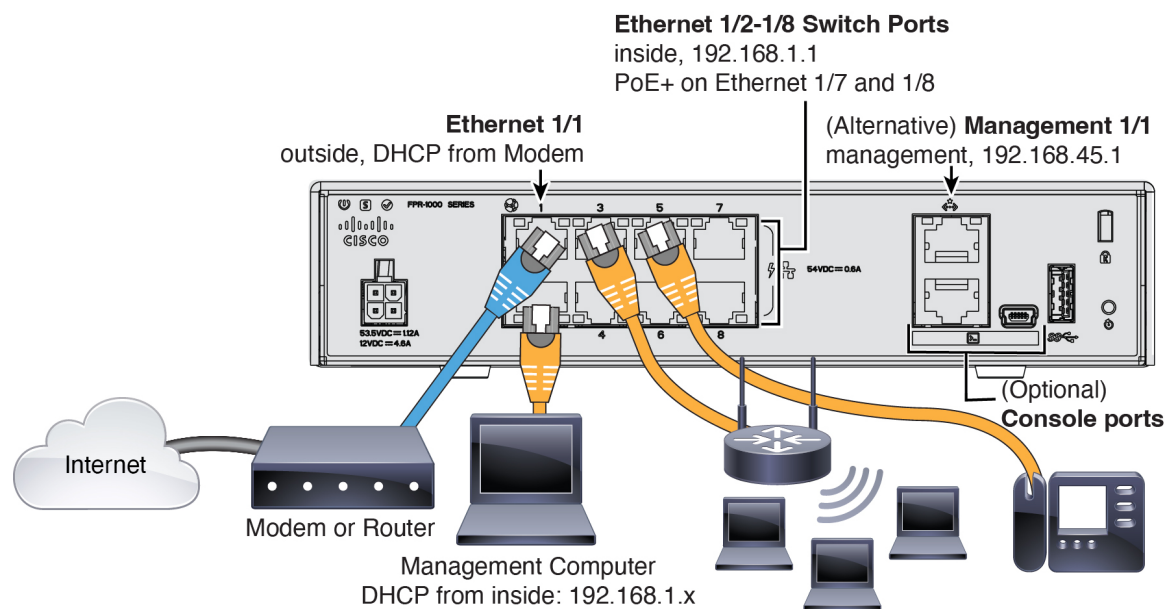 Ethernet 1/2-1/8 Switch Ports
inside, 192.168.1.1
PoE+ on Ethernet 1/7 and 1/8
Ethernet 1/1
outside, DHCP from Modem
(Alternative) Management 1/1
management, 192.168.45.1
S
FPR-1000 SERIES
1
3
5
7
CISCO
54VDC⎓0.6A
53.5VDC⎓1.12A
12VDC⎓4.6A
4
6
8
(Optional)
Console ports
Internet
Modem or Router
Management Computer
DHCP from inside: 192.168.1.x